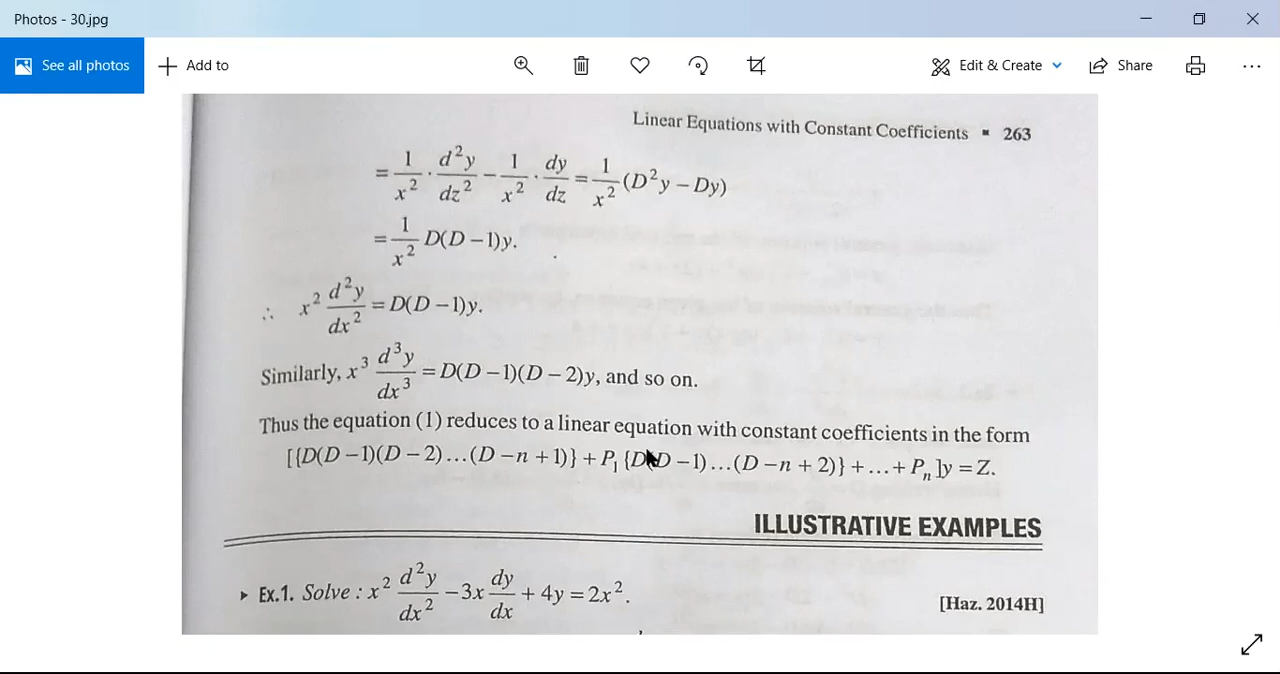 Photos - 30.jpg
See all photos
Add to
Edit & Create
Share
Linear Equations with Constant Coefficients ▪ 263
= 1/x² · d²y/dz² − 1/x² · dy/dz = 1/x² (D²y − Dy)
= 1/x² D(D − 1)y.
∴ x² d²y/dx² = D(D − 1)y.
Similarly, x³ d³y/dx³ = D(D − 1)(D − 2)y, and so on.
Thus the equation (1) reduces to a linear equation with constant coefficients in the form
[{D(D − 1)(D − 2)...(D − n + 1)} + P₁ {D(D − 1)...(D − n + 2)} + ... + Pₙ ]y = Z.
ILLUSTRATIVE EXAMPLES
▸ Ex.1. Solve : x² d²y/dx² − 3x dy/dx + 4y = 2x².
[Haz. 2014H]